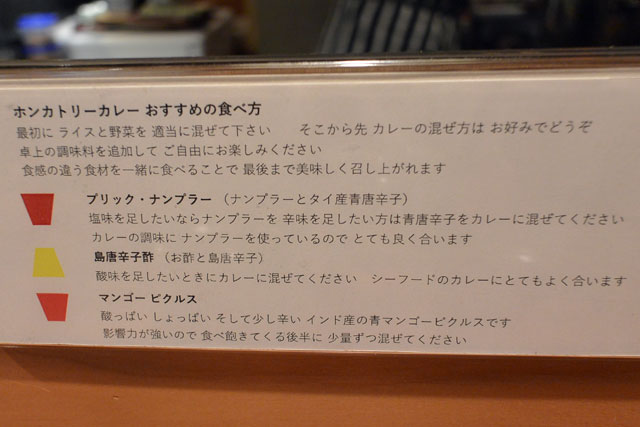 ホンカトリーカレー おすすめの食べ方
最初に ライスと野菜を 適当に混ぜて下さい　　そこから先 カレーの混ぜ方は お好みでどうぞ
卓上の調味料を追加して ご自由にお楽しみください
食感の違う食材を一緒に食べることで 最後まで美味しく召し上がれます
プリック・ナンプラー （ナンプラーとタイ産青唐辛子）
塩味を足したいならナンプラーを 辛味を足したい方は青唐辛子をカレーに混ぜてください
カレーの調味に ナンプラーを使っているので とても良く合います
島唐辛子酢 （お酢と島唐辛子）
酸味を足したいときにカレーに混ぜてください　シーフードのカレーにとてもよく合います
マンゴー ピクルス
酸っぱい しょっぱい そして少し辛い インド産の青マンゴーピクルスです
影響力が強いので 食べ飽きてくる後半に 少量ずつ混ぜてください